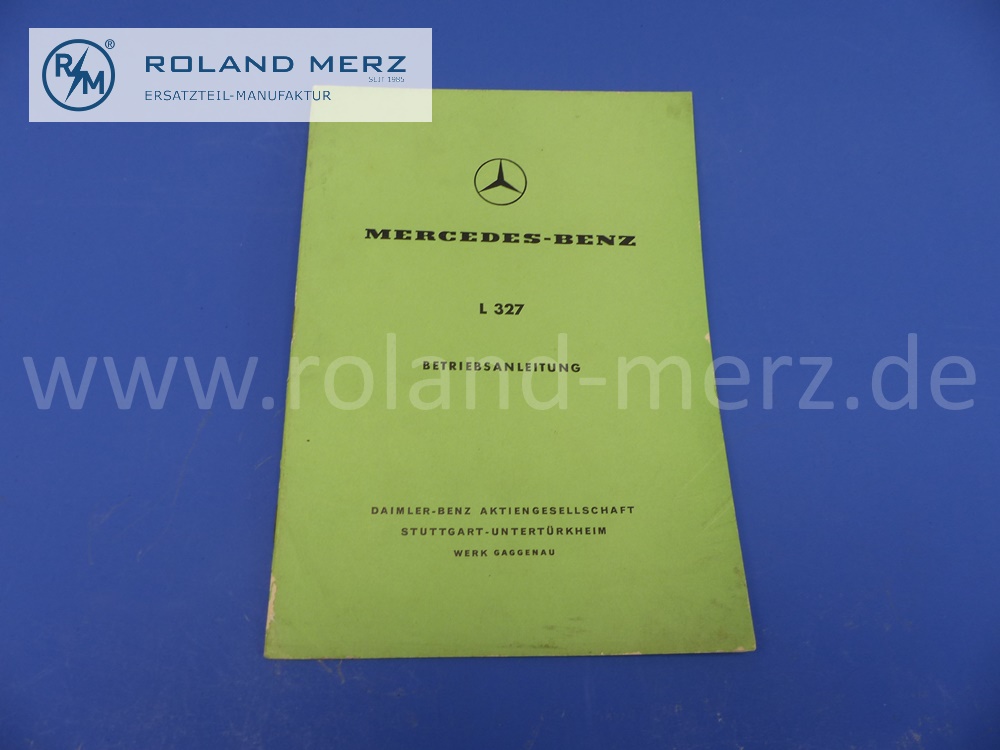 R/M®
ROLAND MERZ
SEIT 1985
ERSATZTEIL-MANUFAKTUR
MERCEDES-BENZ
L 327
www.roland-merz.de
BETRIEBSANLEITUNG
DAIMLER-BENZ AKTIENGESELLSCHAFT
STUTTGART-UNTERTÜRKHEIM
WERK GAGGENAU